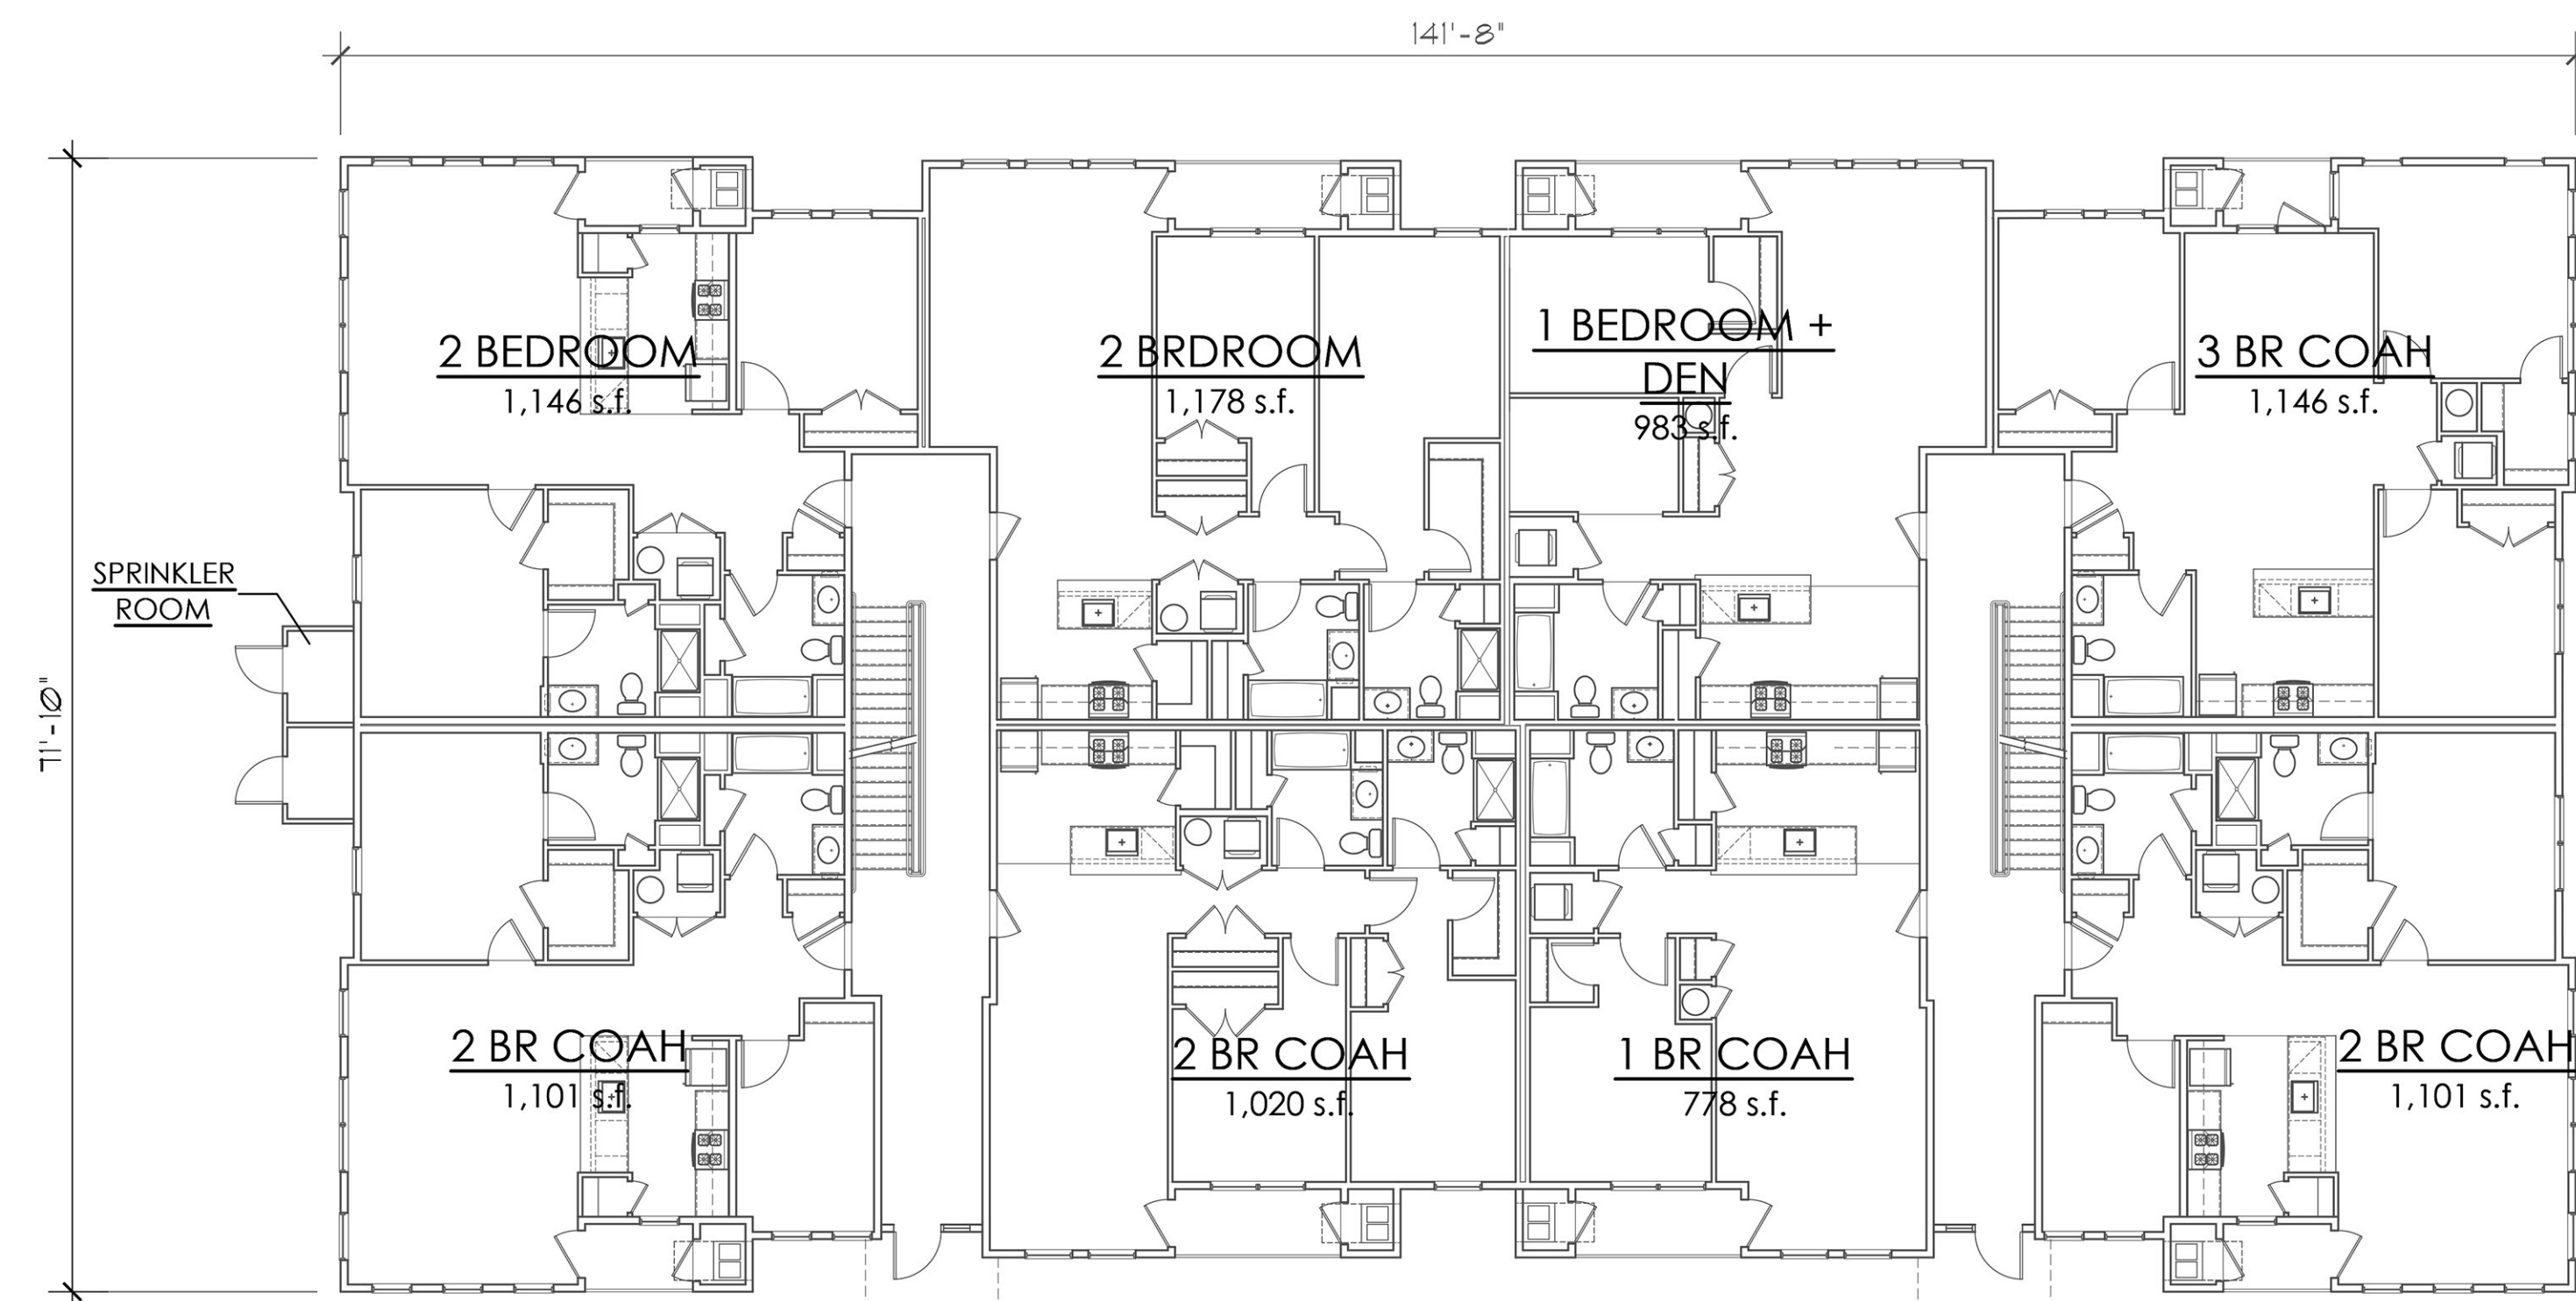 141'-8"
2 BEDROOM
1,146 s.f.
2 BRDROOM
1,178 s.f.
1 BEDROOM +
DEN
983 s.f.
3 BR COAH
1,146 s.f.
SPRINKLER
ROOM
71'-10"
2 BR COAH
1,101 s.f.
2 BR COAH
1,020 s.f.
1 BR COAH
778 s.f.
2 BR COAH
1,101 s.f.